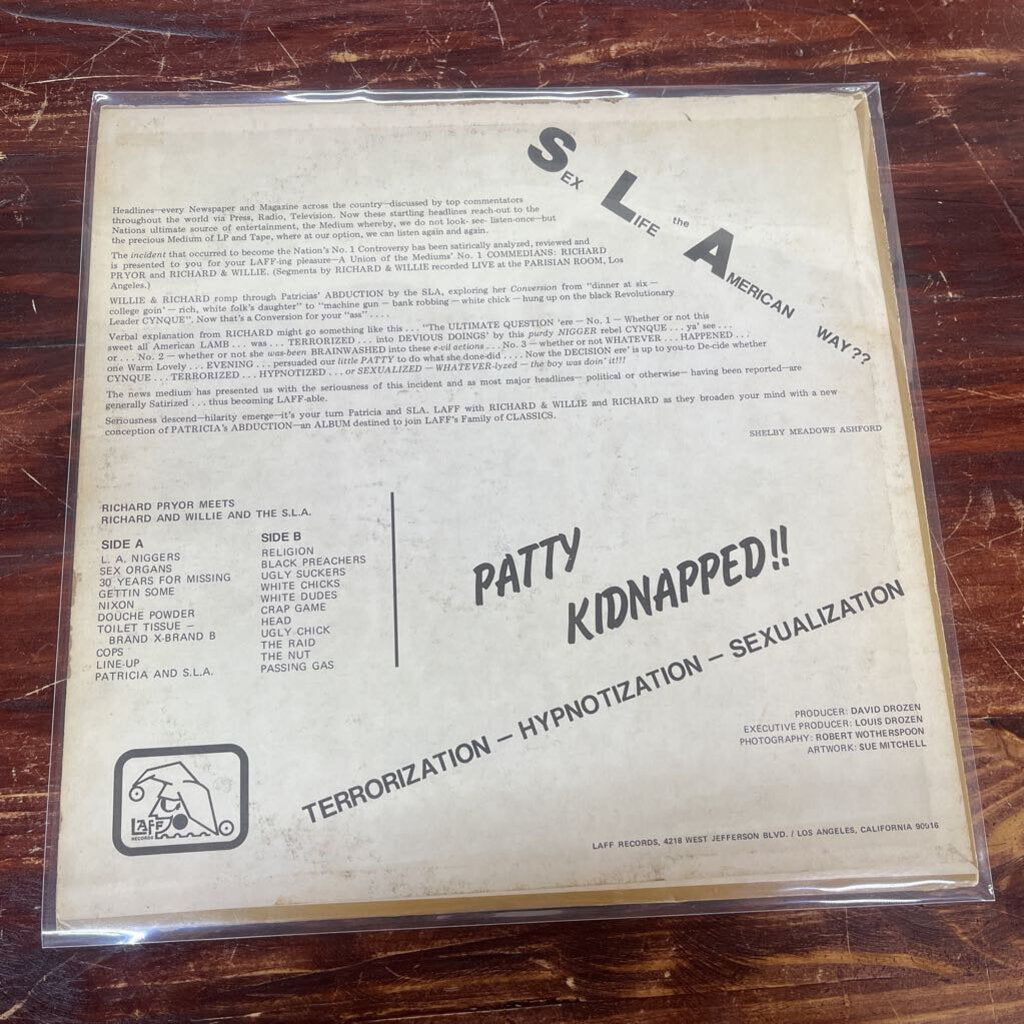 SEX
LIFE the
AMERICAN WAY??
Headlines—every Newspaper and Magazine across the country—discussed by top commentators
throughout the world via Press, Radio, Television. Now these startling headlines reach-out to the
Nations ultimate source of entertainment, the Medium whereby, we do not look- see- listen-once—but
the precious Medium of LP and Tape, where at our option, we can listen again and again.
The incident that occurred to become the Nation's No. 1 Controversy has been satirically analyzed, reviewed and
is presented to you for your LAFF-ing pleasure—A Union of the Mediums' No. 1 COMMEDIANS: RICHARD
PRYOR and RICHARD & WILLIE. (Segments by RICHARD & WILLIE recorded LIVE at the PARISIAN ROOM, Los
Angeles.)
WILLIE & RICHARD romp through Patricias' ABDUCTION by the SLA, exploring her Conversion from "dinner at six —
college goin' — rich, white folk's daughter" to "machine gun — bank robbing — white chick — hung up on the black Revolutionary
Leader CYNQUE". Now that's a Conversion for your "ass" . . . .
Verbal explanation from RICHARD might go something like this . . . "The ULTIMATE QUESTION 'ere — No. 1 — Whether or not this
sweet all American LAMB . . . was . . . TERRORIZED . . . into DEVIOUS DOINGS' by this purdy NIGGER rebel CYNQUE . . . ya' see . . .
or . . . No. 2 — whether or not she was-been BRAINWASHED into these e-vil actions . . . No. 3 — whether or not WHATEVER . . . HAPPENED . . .
one Warm Lovely . . . EVENING . . . persuaded our little PATTY to do what she done-did . . . . Now the DECISION ere' is up to you-to De-cide whether
CYNQUE . . . TERRORIZED . . . HYPNOTIZED . . . or SEXUALIZED — WHATEVER-lyzed — the boy was doin' it!!!
The news medium has presented us with the seriousness of this incident and as most major headlines— political or otherwise— having been reported—are
generally Satirized . . . thus becoming LAFF-able.
Seriousness descend—hilarity emerge—it's your turn Patricia and SLA. LAFF with RICHARD & WILLIE and RICHARD as they broaden your mind with a new
conception of PATRICIA's ABDUCTION—an ALBUM destined to join LAFF's Family of CLASSICS.
SHELBY MEADOWS ASHFORD
RICHARD PRYOR MEETS
RICHARD AND WILLIE AND THE S.L.A.
SIDE A
L. A. NIGGERS
SEX ORGANS
30 YEARS FOR MISSING
GETTIN SOME
NIXON
DOUCHE POWDER
TOILET TISSUE —
BRAND X-BRAND B
COPS
LINE-UP
PATRICIA AND S.L.A.
SIDE B
RELIGION
BLACK PREACHERS
UGLY SUCKERS
WHITE CHICKS
WHITE DUDES
CRAP GAME
HEAD
UGLY CHICK
THE RAID
THE NUT
PASSING GAS
PATTY
KIDNAPPED!!
TERRORIZATION — HYPNOTIZATION — SEXUALIZATION
PRODUCER: DAVID DROZEN
EXECUTIVE PRODUCER: LOUIS DROZEN
PHOTOGRAPHY: ROBERT WOTHERSPOON
ARTWORK: SUE MITCHELL
LAFF
RECORDS
LAFF RECORDS, 4218 WEST JEFFERSON BLVD. / LOS ANGELES, CALIFORNIA 90016